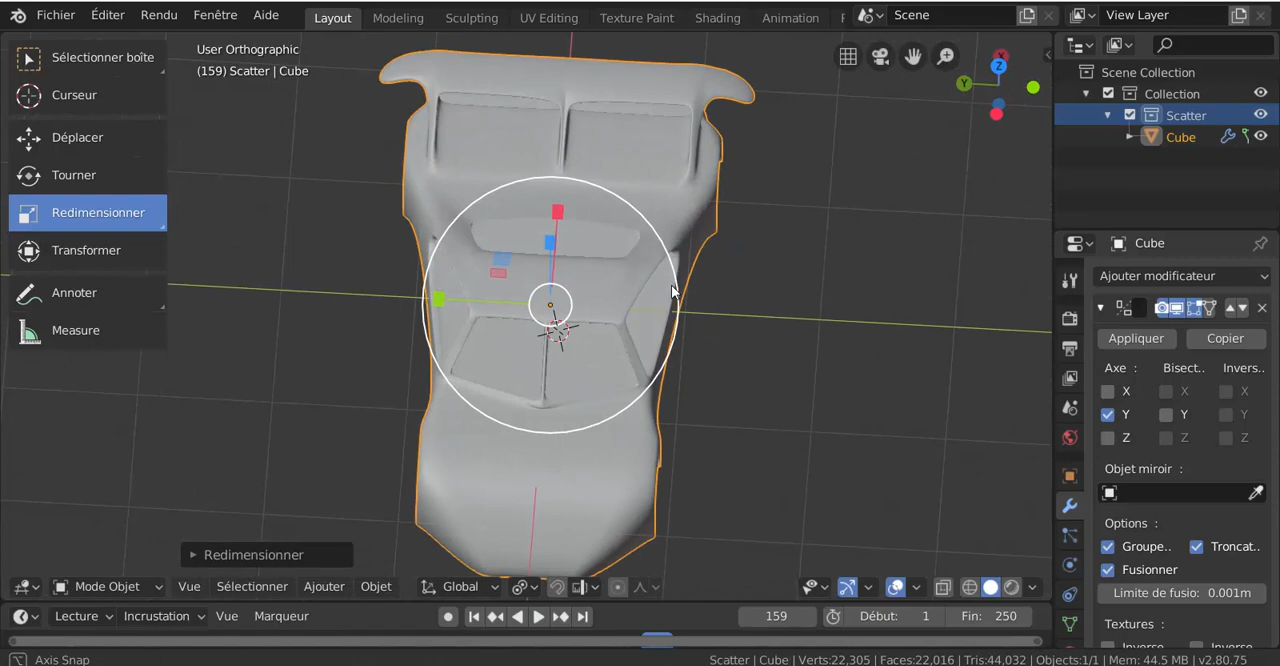 Fichier Éditer Rendu Fenêtre Aide Layout Modeling Sculpting UV Editing Texture Paint Shading Animation Scene View Layer
Sélectionner boîte
Curseur
Déplacer
Tourner
Redimensionner
Transformer
Annoter
Measure
User Orthographic
(159) Scatter | Cube
Z
Y
Redimensionner
Mode Objet Vue Sélectionner Ajouter Objet Global
Lecture Incrustation Vue Marqueur 159 Début: 1 Fin: 250
Scene Collection
Collection
Scatter
Cube
Cube
Ajouter modificateur
Appliquer Copier
Axe : Bisect.. Invers..
X X X
Y Y Y
Z Z Z
Objet miroir :
Options :
Groupe.. Troncat..
Fusionner
Limite de fusio: 0.001m
Textures :
Axis Snap Scatter | Cube | Verts:22,305 | Faces:22,016 | Tris:44,032 | Objects:1/1 | Mem: 44.5 MB | v2.80.75